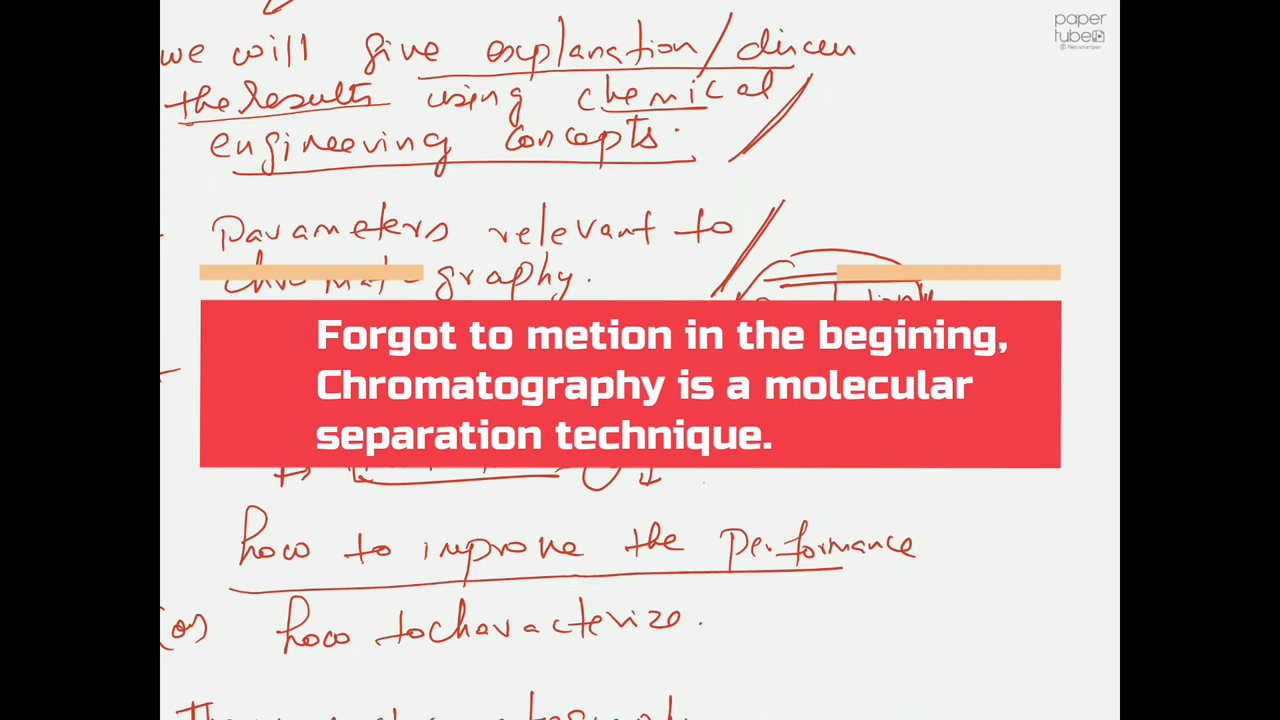 paper
tube
we will give explanation/discuss
the results using chemical
engineering concepts.
Parameters relevant to
chromatography.
Forgot to metion in the begining,
Chromatography is a molecular
separation technique.
how to improve the performance
(or) how to characterize.